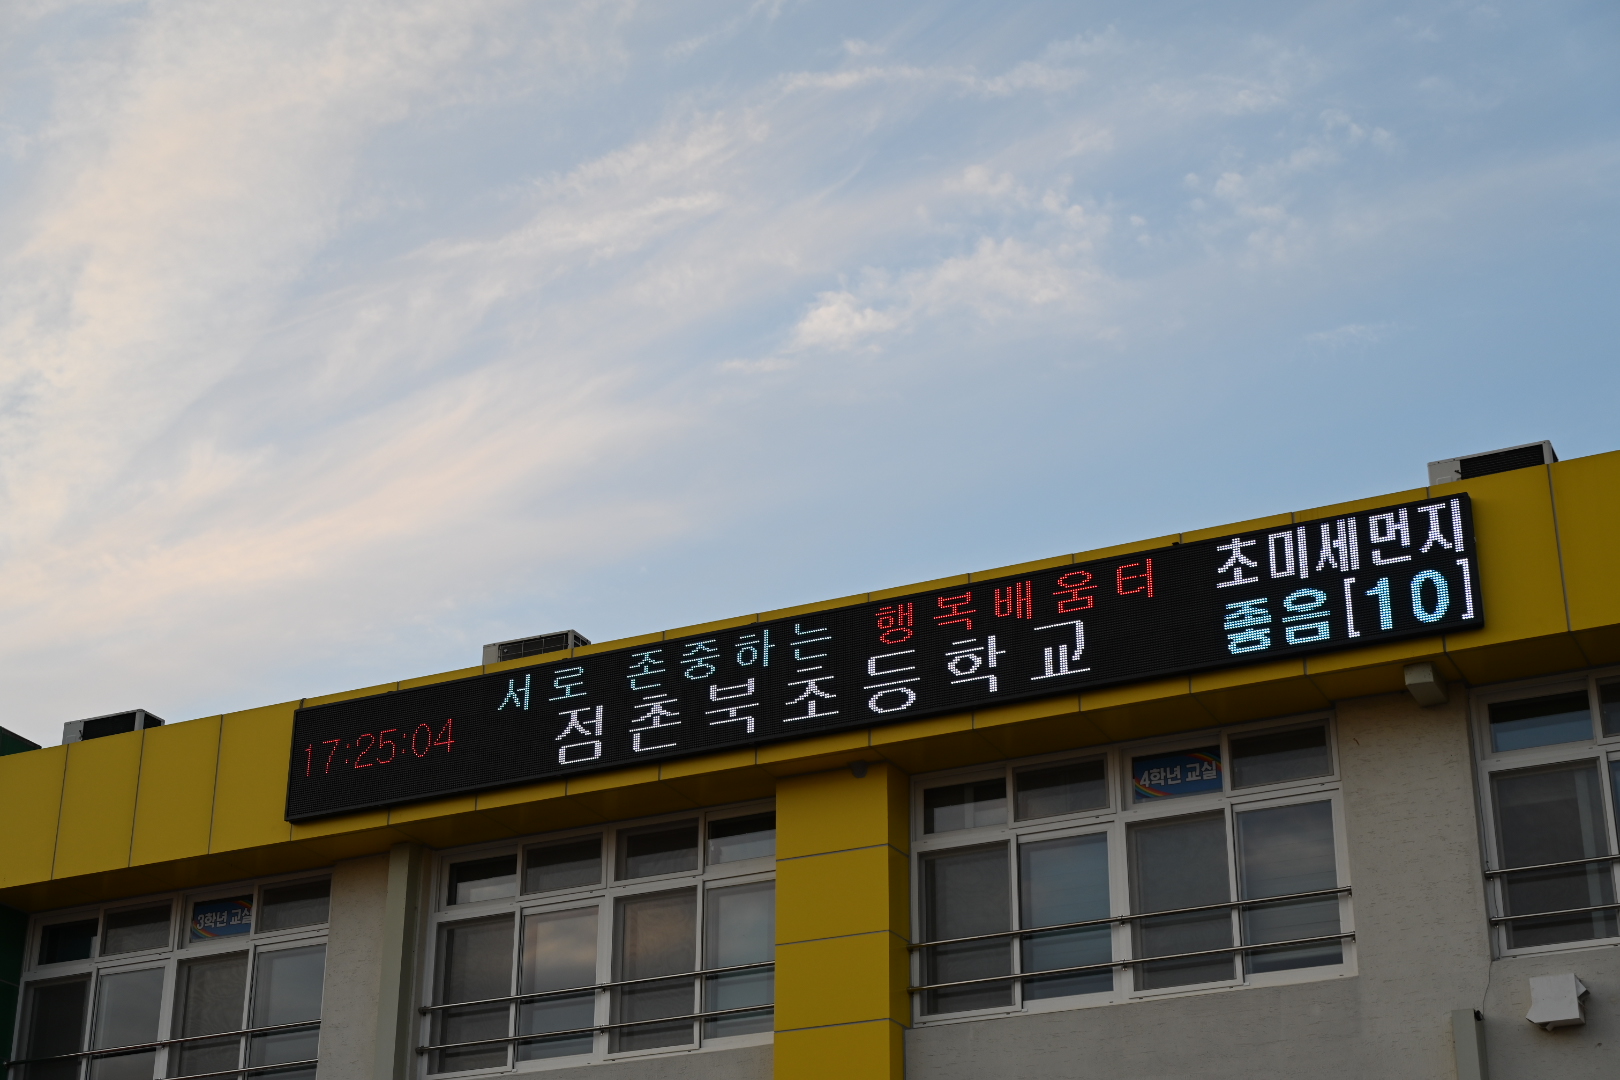 17:25:04
서로 존중하는 행복배움터
점촌북초등학교
초미세먼지
좋음[10]
3학년 교실
4학년 교실